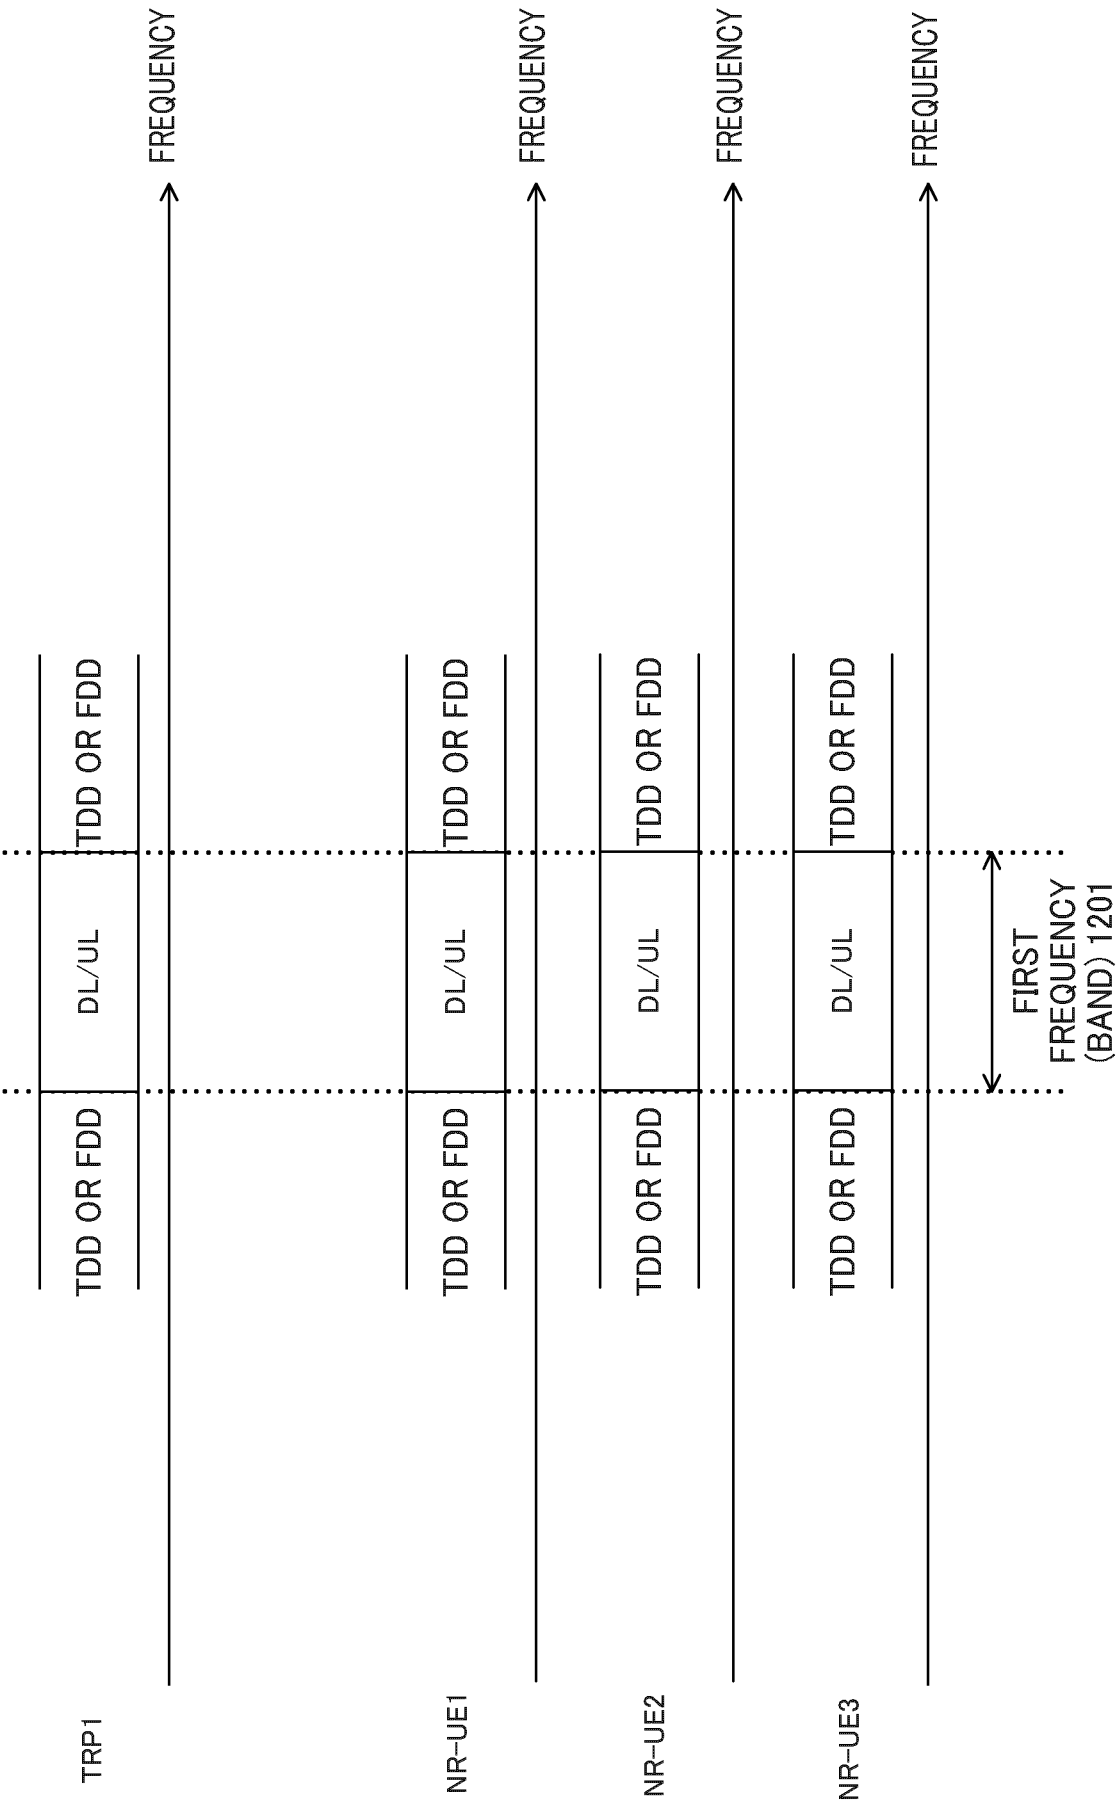 TRP1
TDD OR FDD
DL/UL
TDD OR FDD
FREQUENCY
NR-UE1
TDD OR FDD
DL/UL
TDD OR FDD
FREQUENCY
NR-UE2
TDD OR FDD
DL/UL
TDD OR FDD
FREQUENCY
NR-UE3
TDD OR FDD
DL/UL
TDD OR FDD
FREQUENCY
FIRST
FREQUENCY
(BAND) 1201